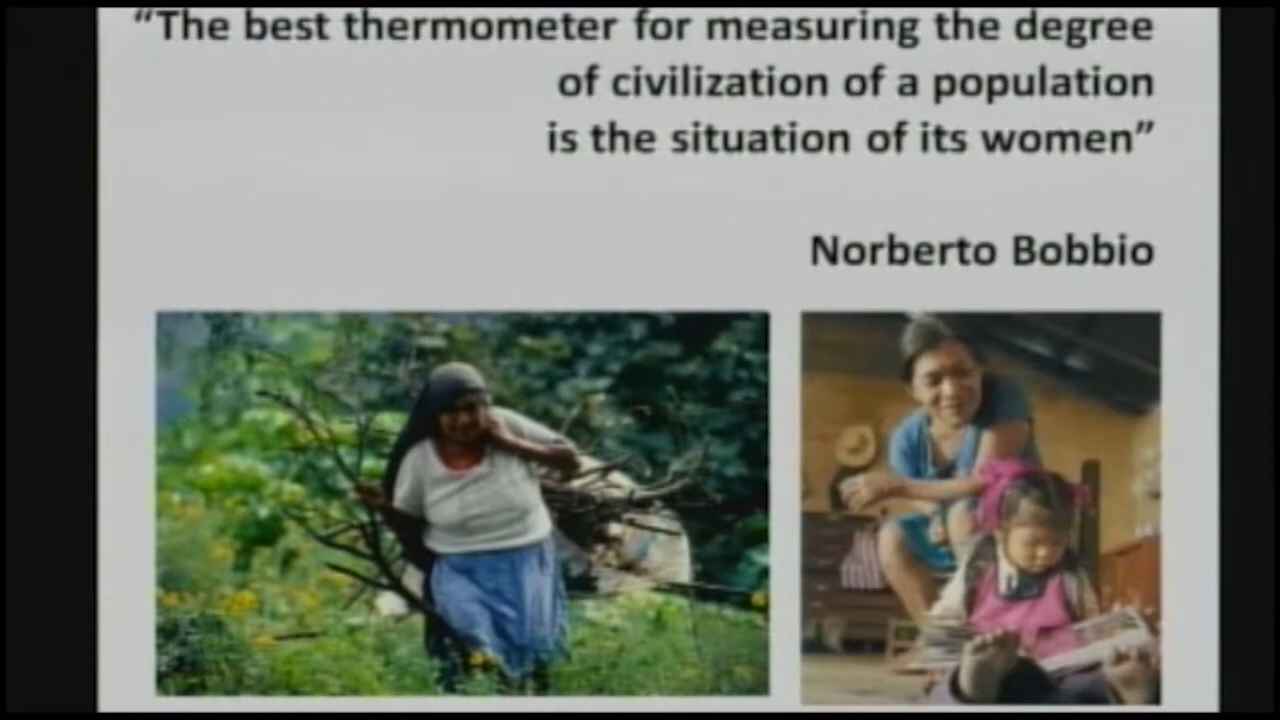 “The best thermometer for measuring the degree
of civilization of a population
is the situation of its women”
Norberto Bobbio